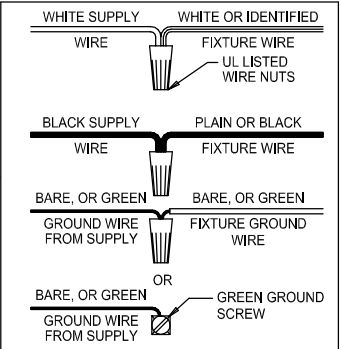 WHITE SUPPLY WHITE OR IDENTIFIED
WIRE FIXTURE WIRE
UL LISTED
WIRE NUTS
BLACK SUPPLY PLAIN OR BLACK
WIRE FIXTURE WIRE
BARE, OR GREEN BARE, OR GREEN
GROUND WIRE FIXTURE GROUND
FROM SUPPLY WIRE
OR
BARE, OR GREEN GREEN GROUND
SCREW
GROUND WIRE
FROM SUPPLY